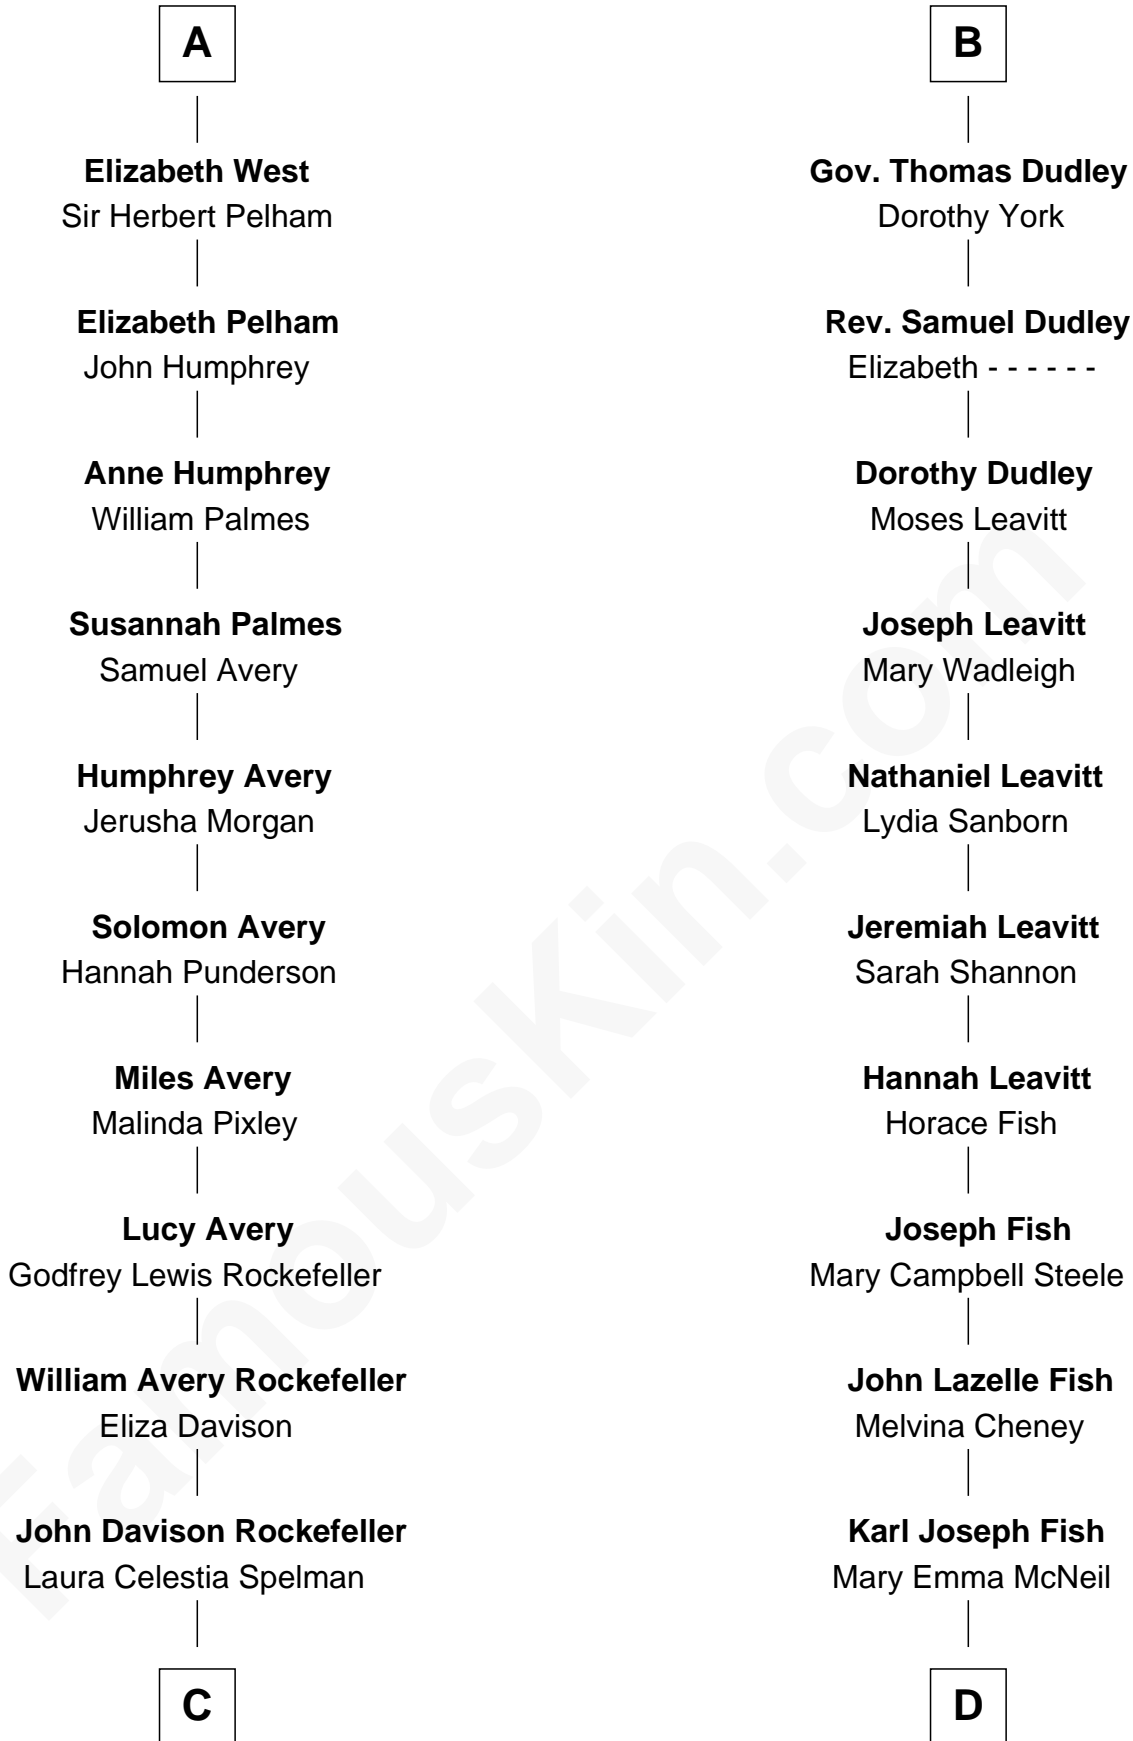 A
Elizabeth West
Sir Herbert Pelham
Elizabeth Pelham
John Humphrey
Anne Humphrey
William Palmes
Susannah Palmes
Samuel Avery
Humphrey Avery
Jerusha Morgan
Solomon Avery
Hannah Punderson
Miles Avery
Malinda Pixley
Lucy Avery
Godfrey Lewis Rockefeller
William Avery Rockefeller
Eliza Davison
John Davison Rockefeller
Laura Celestia Spelman
C
B
Gov. Thomas Dudley
Dorothy York
Rev. Samuel Dudley
Elizabeth - - - - - -
Dorothy Dudley
Moses Leavitt
Joseph Leavitt
Mary Wadleigh
Nathaniel Leavitt
Lydia Sanborn
Jeremiah Leavitt
Sarah Shannon
Hannah Leavitt
Horace Fish
Joseph Fish
Mary Campbell Steele
John Lazelle Fish
Melvina Cheney
Karl Joseph Fish
Mary Emma McNeil
D
FamousKin.com